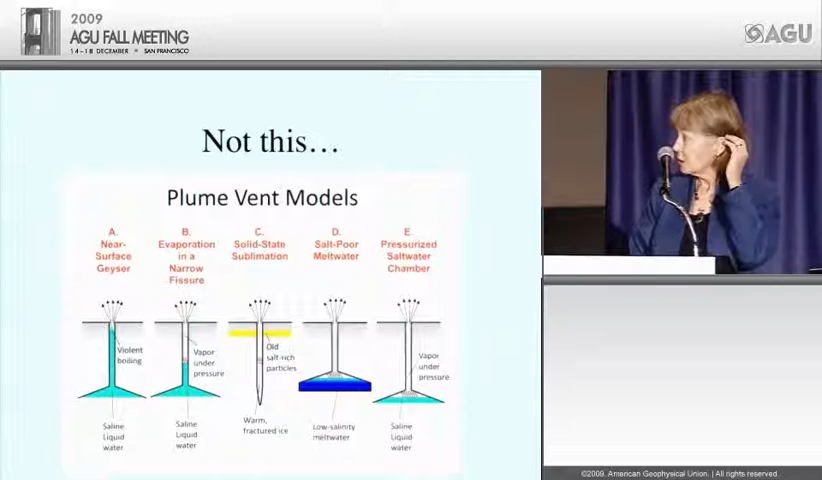 2009
AGU FALL MEETING
14-18 DECEMBER • SAN FRANCISCO
AGU
Not this…
Plume Vent Models
A.
Near-
Surface
Geyser
B.
Evaporation
in a
Narrow
Fissure
C.
Solid-State
Sublimation
D.
Salt-Poor
Meltwater
E
Pressurized
Saltwater
Chamber
Violent
boiling
Vapor
under
pressure
Old
salt-rich
particles
Vapor
under
pressure
Saline
Liquid
water
Saline
Liquid
water
Warm,
fractured ice
Low-salinity
meltwater
Saline
Liquid
water
©2009. American Geophysical Union. | All rights reserved.